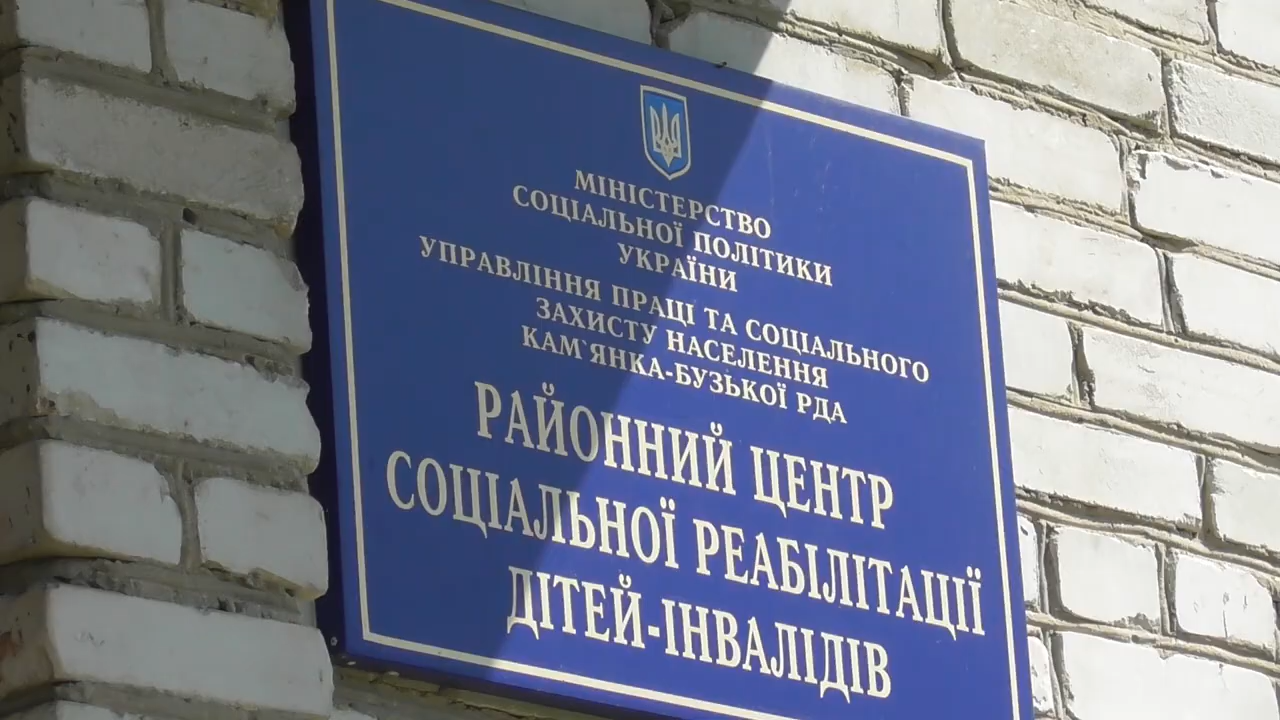 МІНІСТЕРСТВО
СОЦІАЛЬНОЇ ПОЛІТИКИ
УКРАЇНИ
УПРАВЛІННЯ ПРАЦІ ТА СОЦІАЛЬНОГО
ЗАХИСТУ НАСЕЛЕННЯ
КАМ`ЯНКА-БУЗЬКОЇ РДА
РАЙОННИЙ ЦЕНТР
СОЦІАЛЬНОЇ РЕАБІЛІТАЦІЇ
ДІТЕЙ-ІНВАЛІДІВ